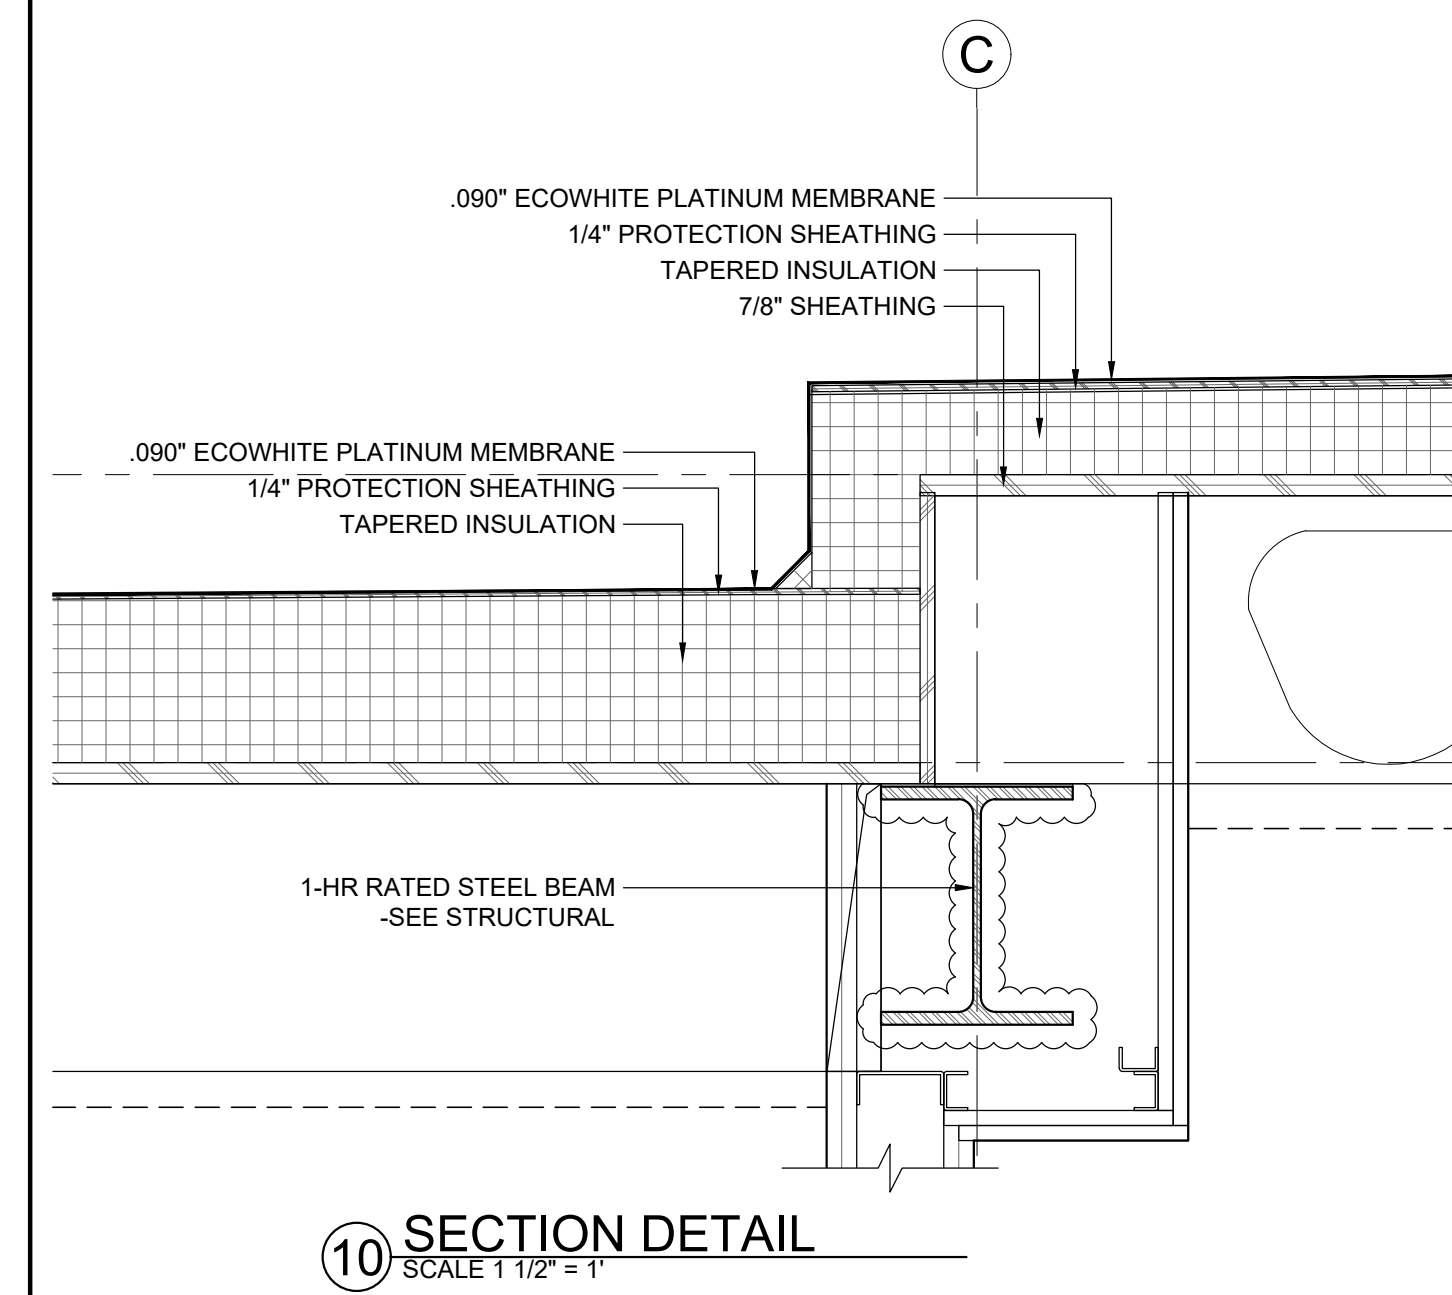 C
.090" ECOWHITE PLATINUM MEMBRANE
1/4" PROTECTION SHEATHING
TAPERED INSULATION
7/8" SHEATHING
.090" ECOWHITE PLATINUM MEMBRANE
1/4" PROTECTION SHEATHING
TAPERED INSULATION
1-HR RATED STEEL BEAM
-SEE STRUCTURAL
10 SECTION DETAIL
SCALE 1 1/2" = 1'